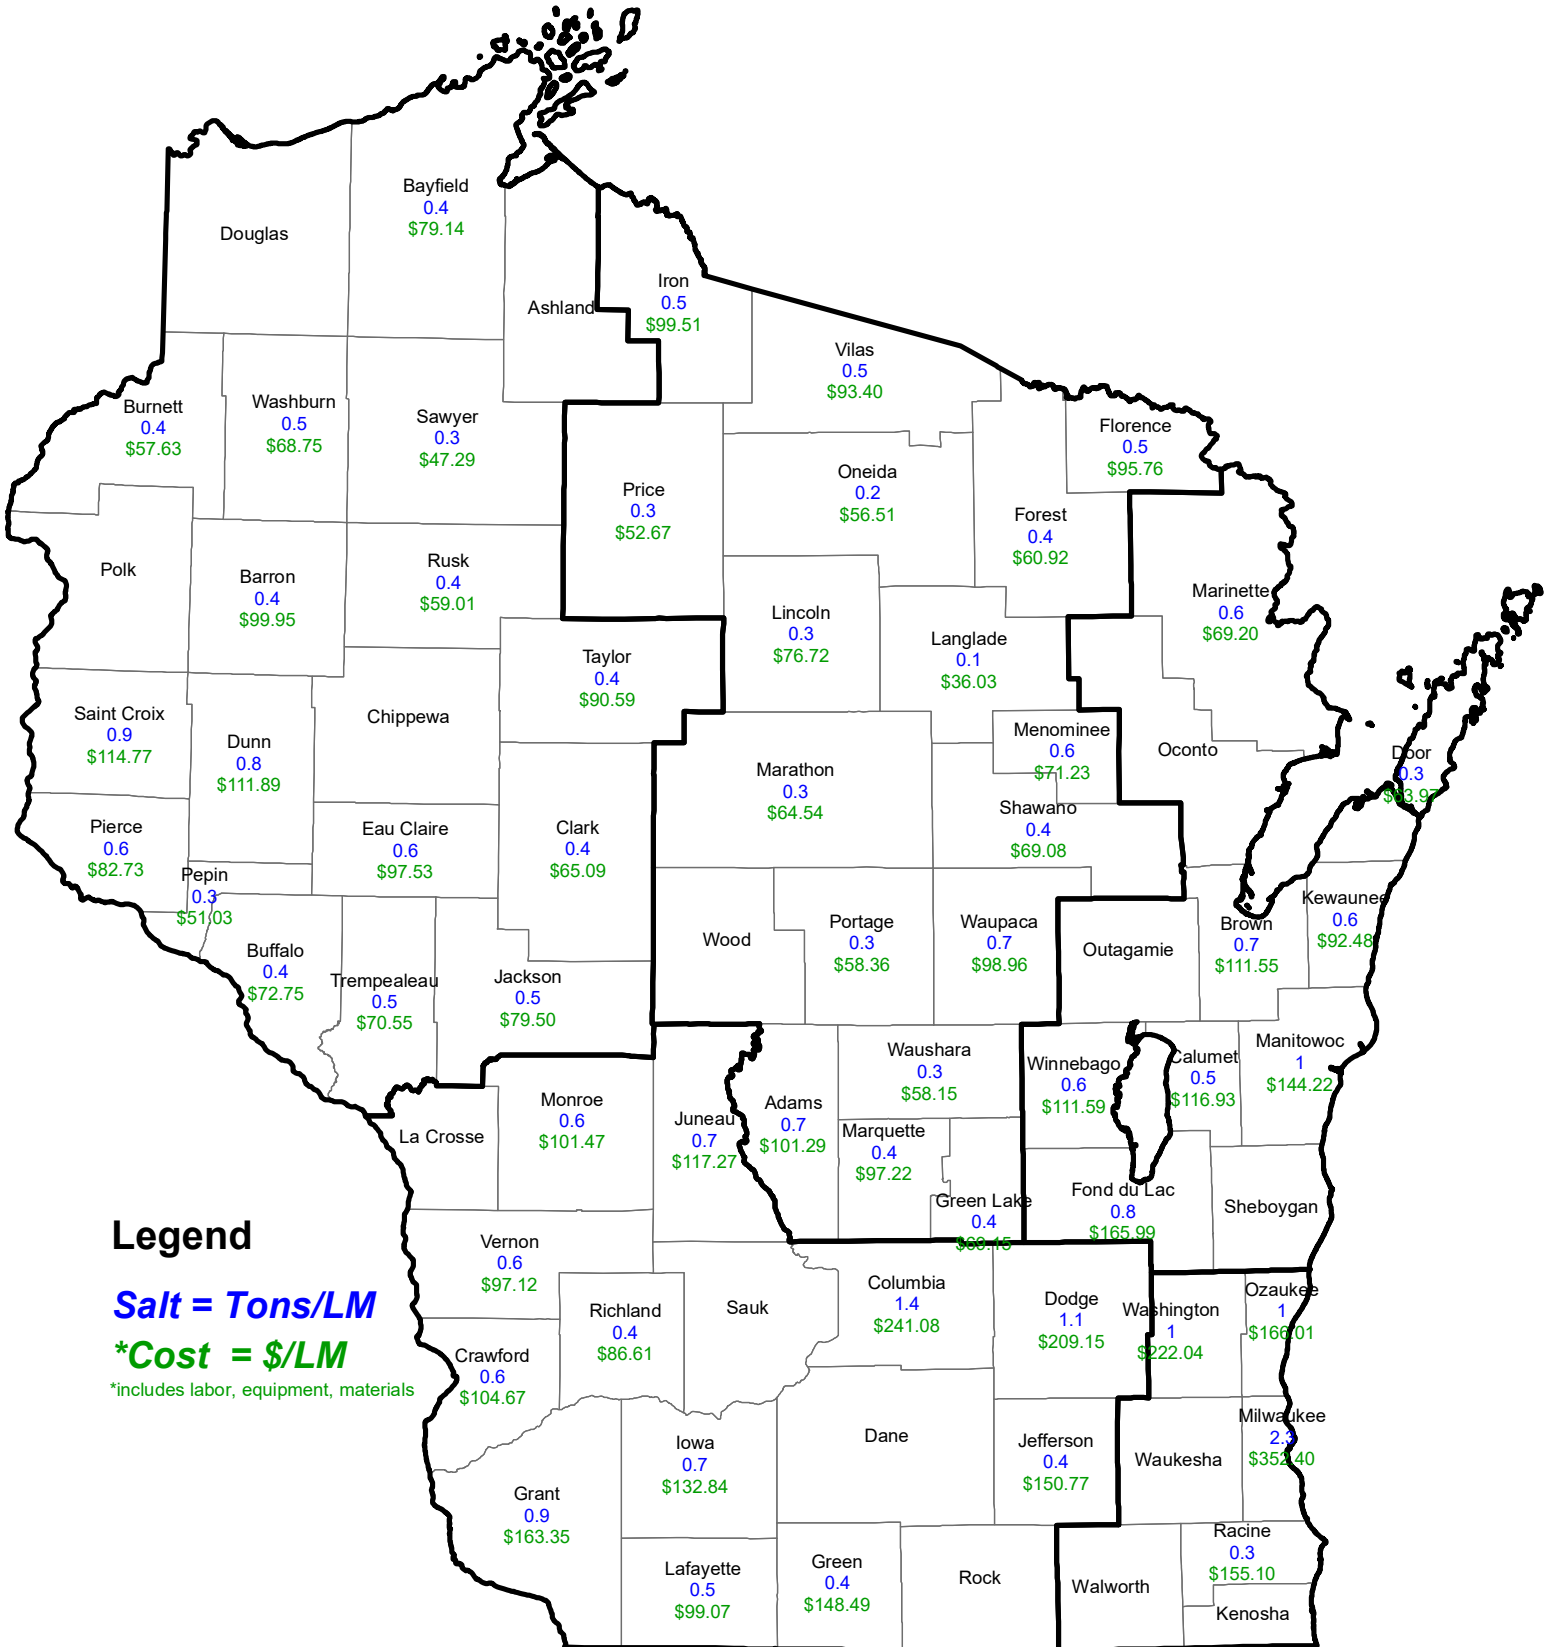 Bayfield
0.4
$79.14
Douglas
Ashland
Iron
0.5
$99.51
Vilas
0.5
$93.40
Burnett
0.4
$57.63
Washburn
0.5
$68.75
Sawyer
0.3
$47.29
Florence
0.5
$95.76
Price
0.3
$52.67
Oneida
0.2
$56.51
Forest
0.4
$60.92
Polk
Barron
0.4
$99.95
Rusk
0.4
$59.01
Marinette
0.6
$69.20
Lincoln
0.3
$76.72
Langlade
0.1
$36.03
Taylor
0.4
$90.59
Saint Croix
0.9
$114.77
Dunn
0.8
$111.89
Chippewa
Menominee
0.6
$71.23
Oconto
Door
0.3
$63.97
Marathon
0.3
$64.54
Shawano
0.4
$69.08
Pierce
0.6
$82.73
Eau Claire
0.6
$97.53
Clark
0.4
$65.09
Pepin
0.3
$51.03
Wood
Portage
0.3
$58.36
Waupaca
0.7
$98.96
Outagamie
Brown
0.7
$111.55
Kewaunee
0.6
$92.48
Buffalo
0.4
$72.75
Trempealeau
0.5
$70.55
Jackson
0.5
$79.50
Waushara
0.3
$58.15
Winnebago
0.6
$111.59
Calumet
0.5
$116.93
Manitowoc
1
$144.22
La Crosse
Monroe
0.6
$101.47
Juneau
0.7
$117.27
Adams
0.7
$101.29
Marquette
0.4
$97.22
Green Lake
0.4
$69.15
Fond du Lac
0.8
$165.99
Sheboygan
Vernon
0.6
$97.12
Richland
0.4
$86.61
Sauk
Columbia
1.4
$241.08
Dodge
1.1
$209.15
Washington
1
$222.04
Ozaukee
1
$166.01
Crawford
0.6
$104.67
Iowa
0.7
$132.84
Dane
Jefferson
0.4
$150.77
Waukesha
Milwaukee
2.3
$352.40
Grant
0.9
$163.35
Lafayette
0.5
$99.07
Green
0.4
$148.49
Rock
Walworth
Racine
0.3
$155.10
Kenosha
Legend
Salt = Tons/LM
*Cost = $/LM
*includes labor, equipment, materials